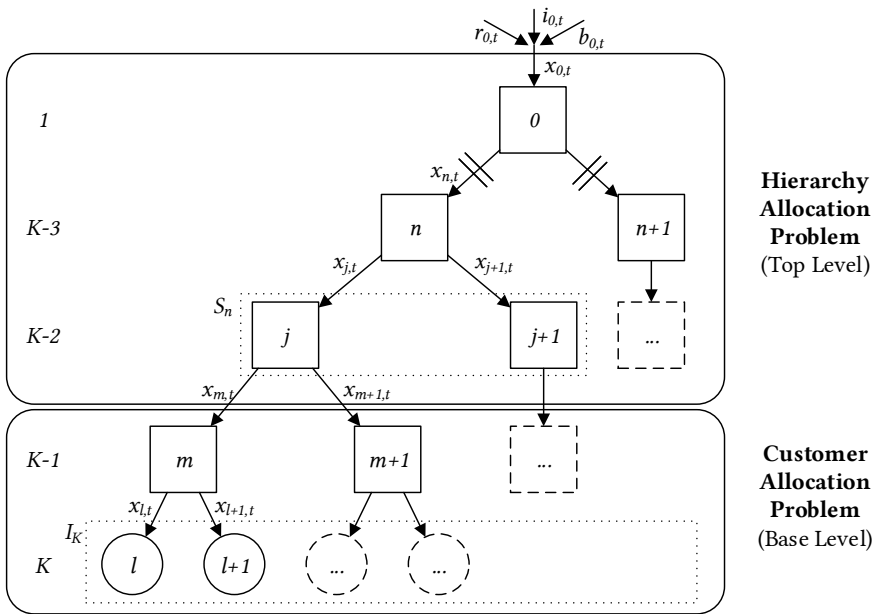 r0,t
i0,t
b0,t
x0,t
1
0
xn,t
K-3
n
n+1
Hierarchy
Allocation
Problem
(Top Level)
xj,t
xj+1,t
Sn
K-2
j
j+1
...
xm,t
xm+1,t
K-1
m
m+1
...
Customer
Allocation
Problem
(Base Level)
xl,t
xl+1,t
IK
K
l
l+1
...
...